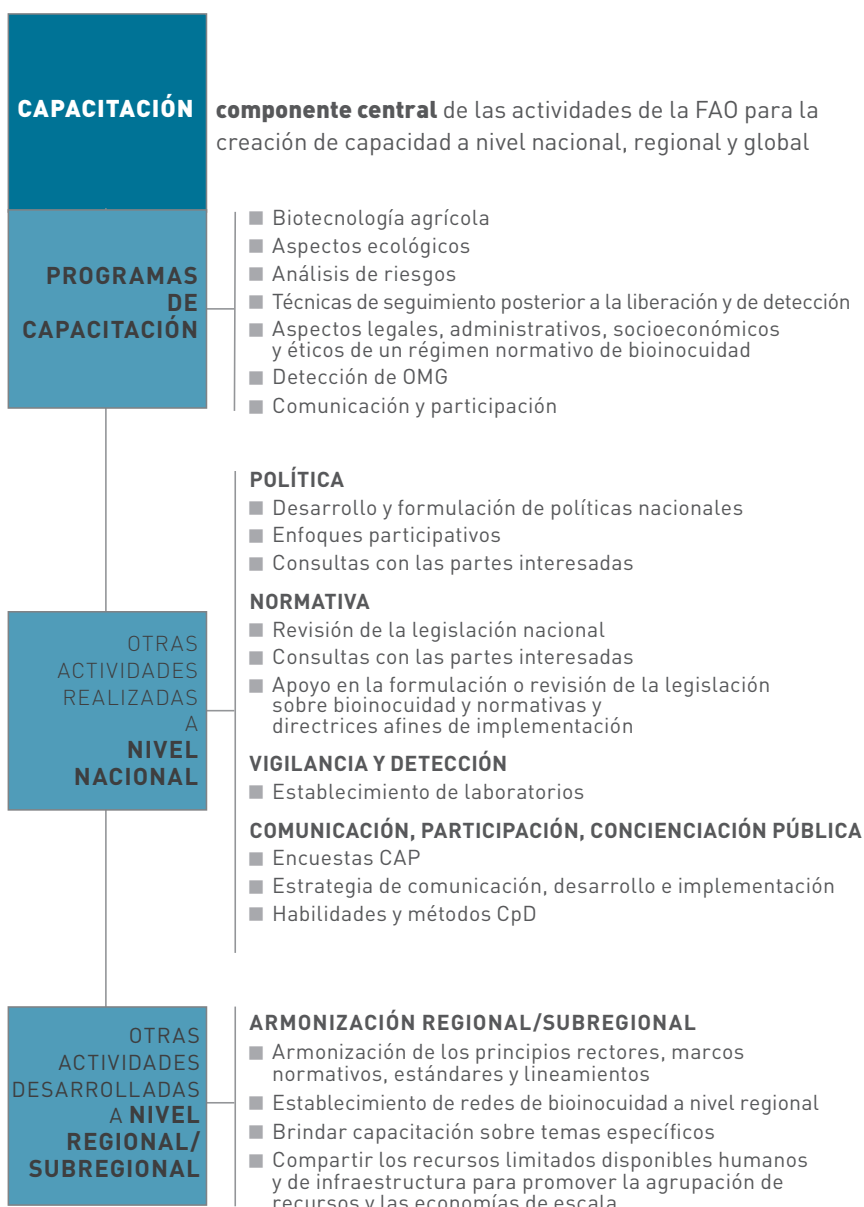 CAPACITACIÓN
componente central de las actividades de la FAO para la
creación de capacidad a nivel nacional, regional y global
PROGRAMAS
DE
CAPACITACIÓN
Biotecnología agrícola
Aspectos ecológicos
Análisis de riesgos
Técnicas de seguimiento posterior a la liberación y de detección
Aspectos legales, administrativos, socioeconómicos
y éticos de un régimen normativo de bioinocuidad
Detección de OMG
Comunicación y participación
OTRAS
ACTIVIDADES
REALIZADAS
A
NIVEL
NACIONAL
POLÍTICA
Desarrollo y formulación de políticas nacionales
Enfoques participativos
Consultas con las partes interesadas
NORMATIVA
Revisión de la legislación nacional
Consultas con las partes interesadas
Apoyo en la formulación o revisión de la legislación
sobre bioinocuidad y normativas y
directrices afines de implementación
VIGILANCIA Y DETECCIÓN
Establecimiento de laboratorios
COMUNICACIÓN, PARTICIPACIÓN, CONCIENCIACIÓN PÚBLICA
Encuestas CAP
Estrategia de comunicación, desarrollo e implementación
Habilidades y métodos CpD
OTRAS
ACTIVIDADES
DESARROLLADAS
A NIVEL
REGIONAL/
SUBREGIONAL
ARMONIZACIÓN REGIONAL/SUBREGIONAL
Armonización de los principios rectores, marcos
normativos, estándares y lineamientos
Establecimiento de redes de bioinocuidad a nivel regional
Brindar capacitación sobre temas específicos
Compartir los recursos limitados disponibles humanos
y de infraestructura para promover la agrupación de
recursos y las economías de escala